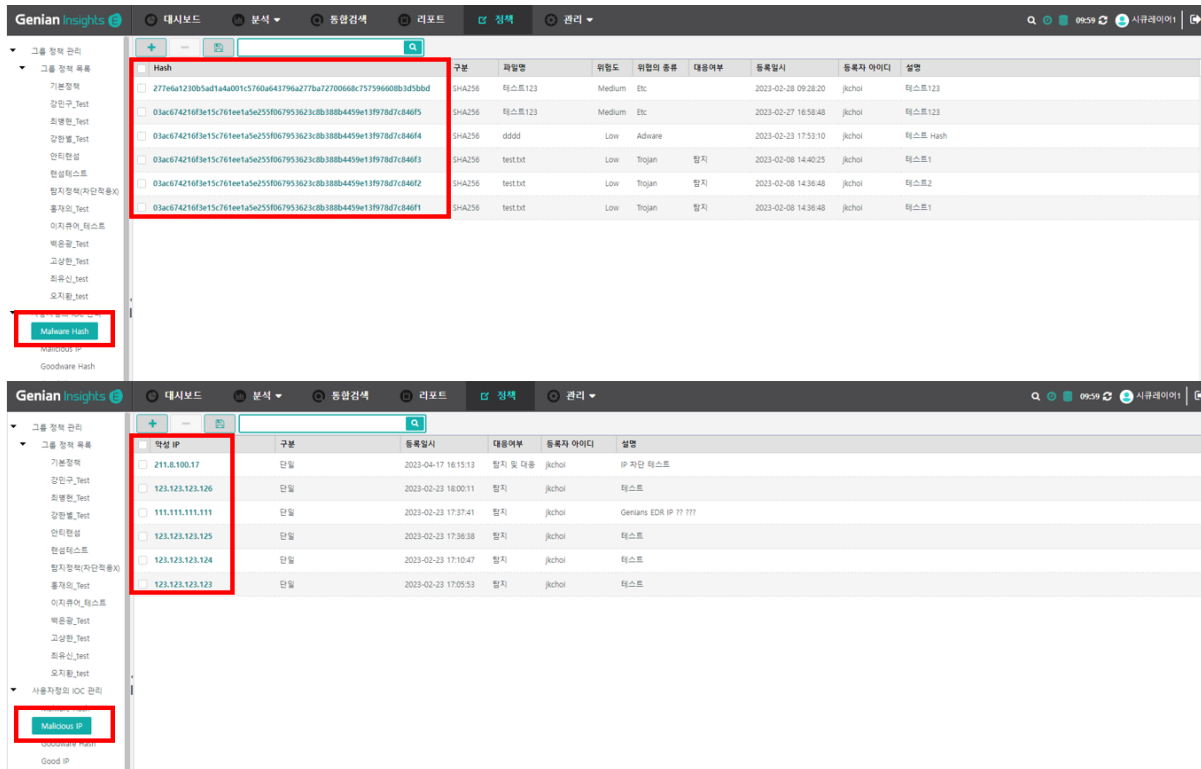 Genian Insights E 대시보드 분석 통합검색 리포트 정책 관리 09:59 시큐레이어1
그룹 정책 관리
그룹 정책 목록
기본정책
강민구_Test
최병현_Test
강한별_Test
안티랜섬
랜섬테스트
탐지정책(차단적용X)
홍재의_Test
이지큐어_테스트
백은광_Test
고상한_Test
최유신_test
오지환_test
Malware Hash
Malicious IP
Goodware Hash
Hash 구분 파일명 위험도 위협의 종류 대응여부 등록일시 등록자 아이디 설명
277e6a1230b5ad1a4a001c5760a643796a277ba72700668c757596608b3d5bbd SHA256 테스트123 Medium Etc 2023-02-28 09:28:20 jkchoi 테스트123
03ac674216f3e15c761ee1a5e255f067953623c8b388b4459e13f978d7c846f5 SHA256 테스트123 Medium Etc 2023-02-27 16:58:48 jkchoi 테스트123
03ac674216f3e15c761ee1a5e255f067953623c8b388b4459e13f978d7c846f4 SHA256 dddd Low Adware 2023-02-23 17:53:10 jkchoi 테스트 Hash
03ac674216f3e15c761ee1a5e255f067953623c8b388b4459e13f978d7c846f3 SHA256 test.txt Low Trojan 탐지 2023-02-08 14:40:25 jkchoi 테스트1
03ac674216f3e15c761ee1a5e255f067953623c8b388b4459e13f978d7c846f2 SHA256 test.txt Low Trojan 탐지 2023-02-08 14:36:48 jkchoi 테스트2
03ac674216f3e15c761ee1a5e255f067953623c8b388b4459e13f978d7c846f1 SHA256 test.txt Low Trojan 탐지 2023-02-08 14:36:48 jkchoi 테스트1
Genian Insights E 대시보드 분석 통합검색 리포트 정책 관리 09:59 시큐레이어1
그룹 정책 관리
그룹 정책 목록
기본정책
강민구_Test
최병현_Test
강한별_Test
안티랜섬
랜섬테스트
탐지정책(차단적용X)
홍재의_Test
이지큐어_테스트
백은광_Test
고상한_Test
최유신_test
오지환_test
사용자정의 IOC 관리
Malware Hash
Malicious IP
Goodware Hash
Good IP
악성 IP 구분 등록일시 대응여부 등록자 아이디 설명
211.8.100.17 단일 2023-04-17 16:15:13 탐지 및 대응 jkchoi IP 차단 테스트
123.123.123.126 단일 2023-02-23 18:00:11 탐지 jkchoi 테스트
111.111.111.111 단일 2023-02-23 17:37:41 탐지 jkchoi Genians EDR IP ?? ???
123.123.123.125 단일 2023-02-23 17:36:38 탐지 jkchoi 테스트
123.123.123.124 단일 2023-02-23 17:10:47 탐지 jkchoi 테스트
123.123.123.123 단일 2023-02-23 17:05:53 탐지 jkchoi 테스트